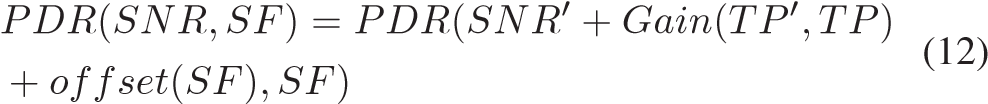 PDR(SNR, SF) = PDR(SNR′ + Gain(TP′, TP)
+ offset(SF), SF) (12)